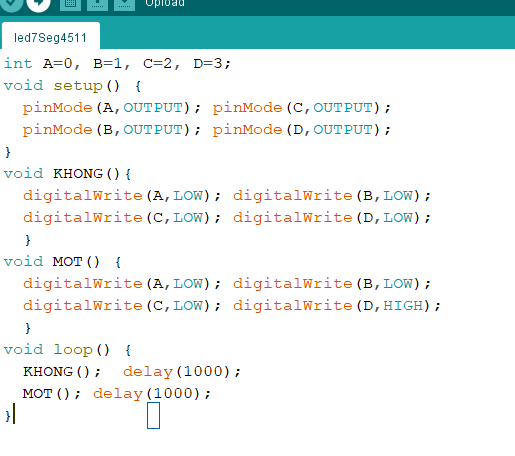 Upload
led7Seg4511
int A=0, B=1, C=2, D=3;
void setup() {
  pinMode(A,OUTPUT); pinMode(C,OUTPUT);
  pinMode(B,OUTPUT); pinMode(D,OUTPUT);
}
void KHONG(){
  digitalWrite(A,LOW); digitalWrite(B,LOW);
  digitalWrite(C,LOW); digitalWrite(D,LOW);
  }
void MOT() {
  digitalWrite(A,LOW); digitalWrite(B,LOW);
  digitalWrite(C,LOW); digitalWrite(D,HIGH);
  }
void loop() {
  KHONG();  delay(1000);
  MOT(); delay(1000);
}